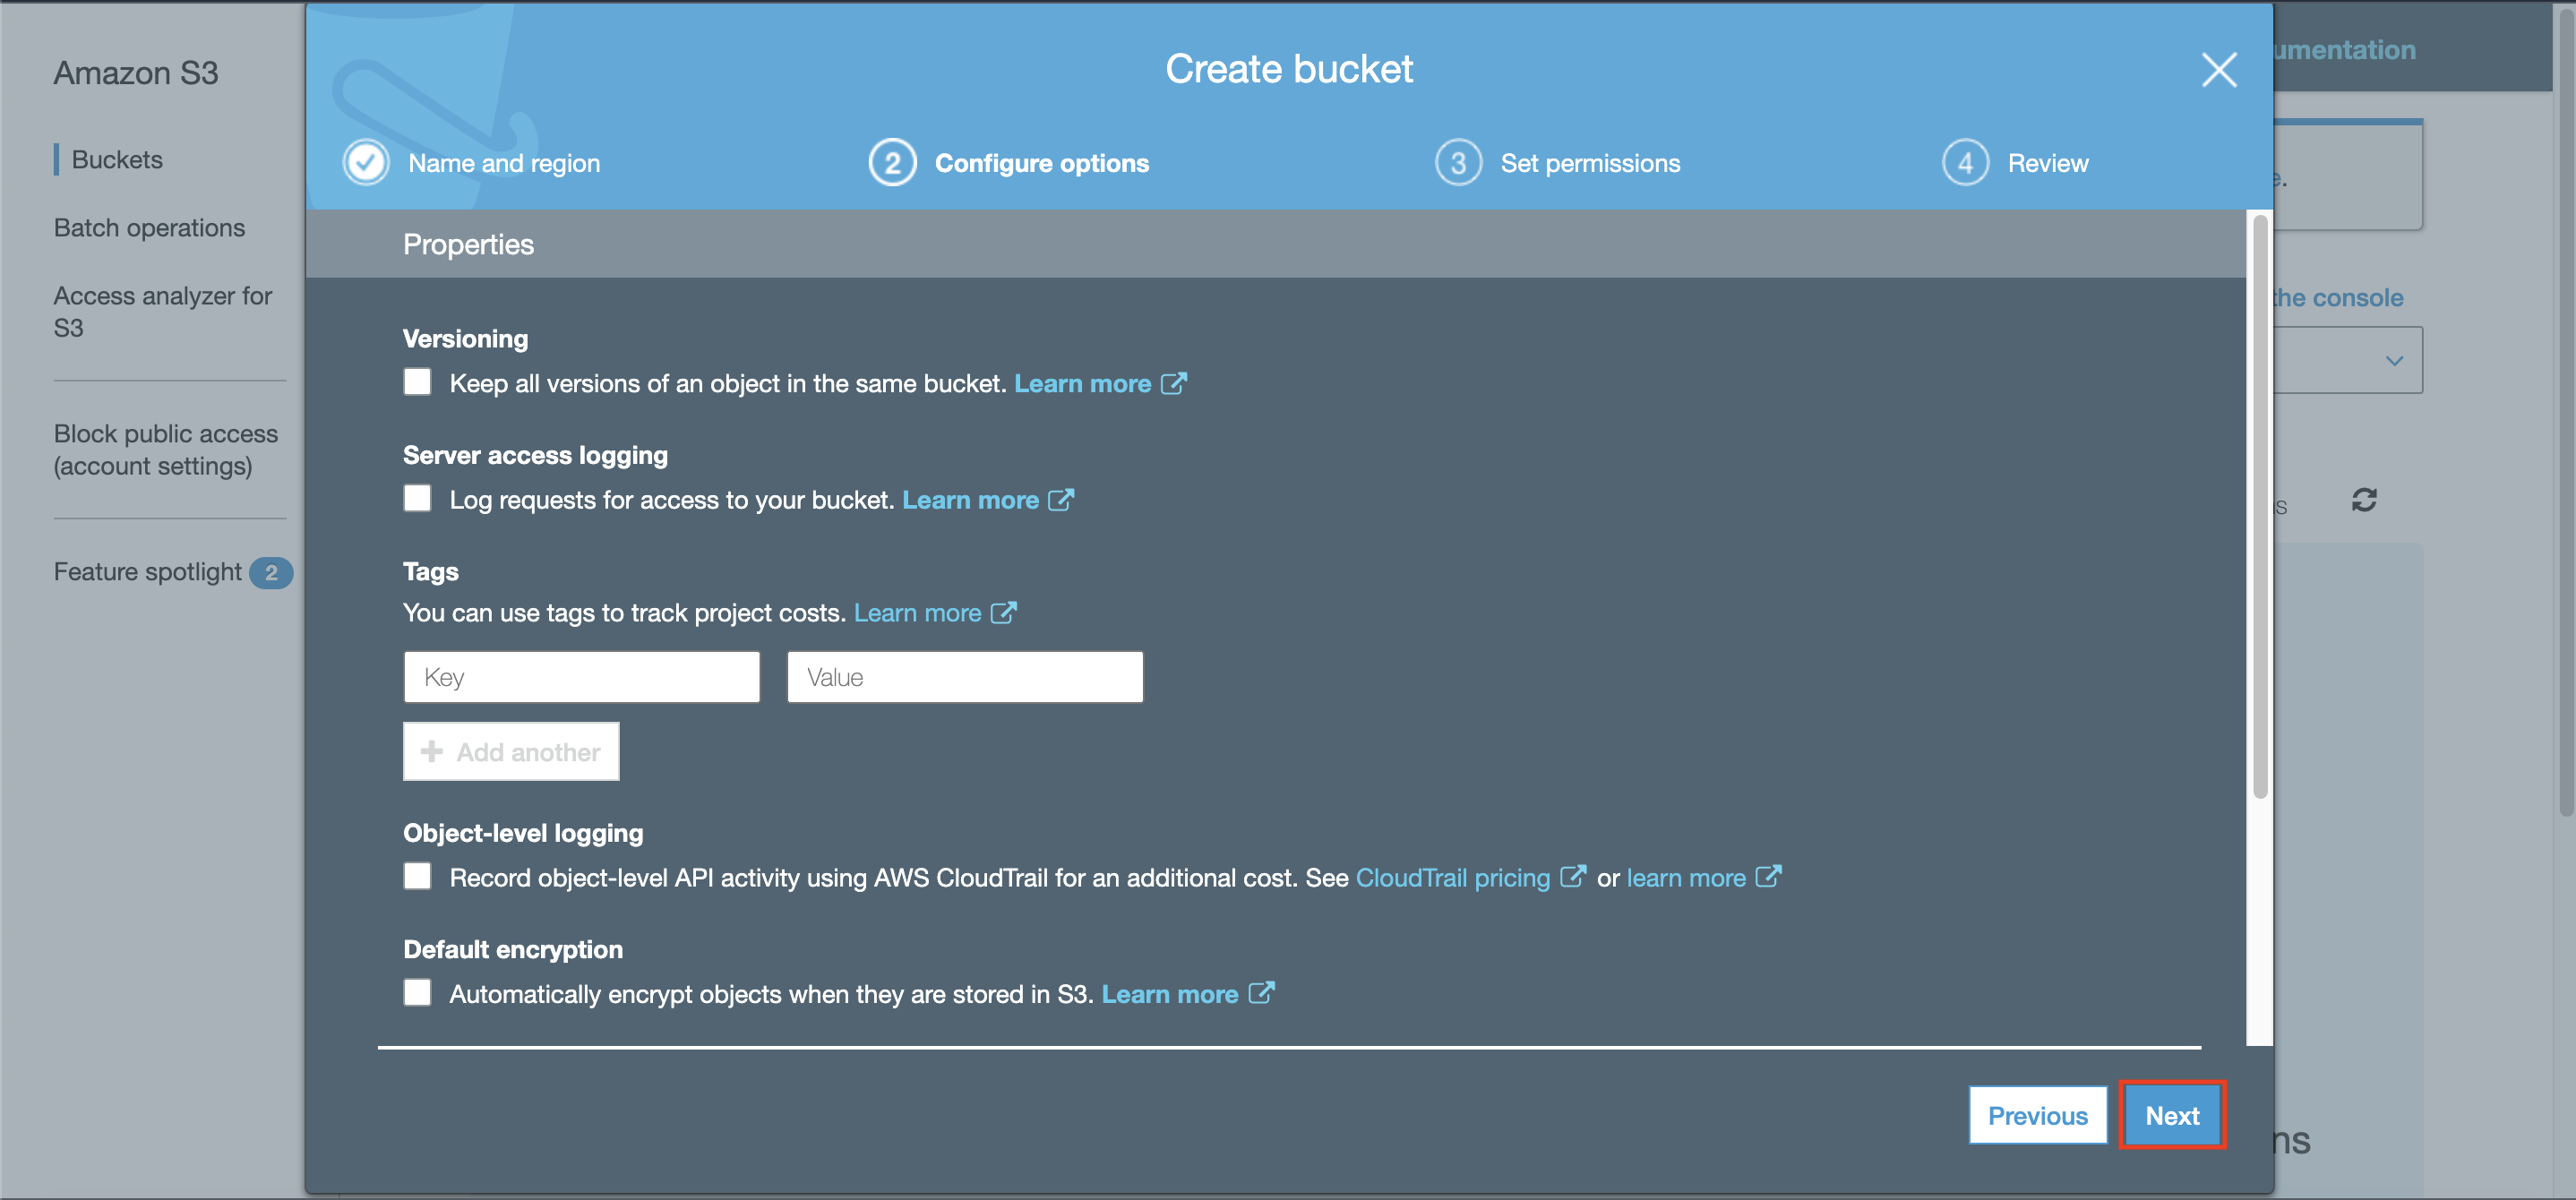 Amazon S3
Buckets
Batch operations
Access analyzer for
S3
Block public access
(account settings)
Feature spotlight 2
Create bucket
Name and region
2 Configure options
3 Set permissions
4 Review
Properties
Versioning
Keep all versions of an object in the same bucket. Learn more
Server access logging
Log requests for access to your bucket. Learn more
Tags
You can use tags to track project costs. Learn more
Key Value
Add another
Object-level logging
Record object-level API activity using AWS CloudTrail for an additional cost. See CloudTrail pricing or learn more
Default encryption
Automatically encrypt objects when they are stored in S3. Learn more
Previous Next
umentation
e.
the console
s
ns